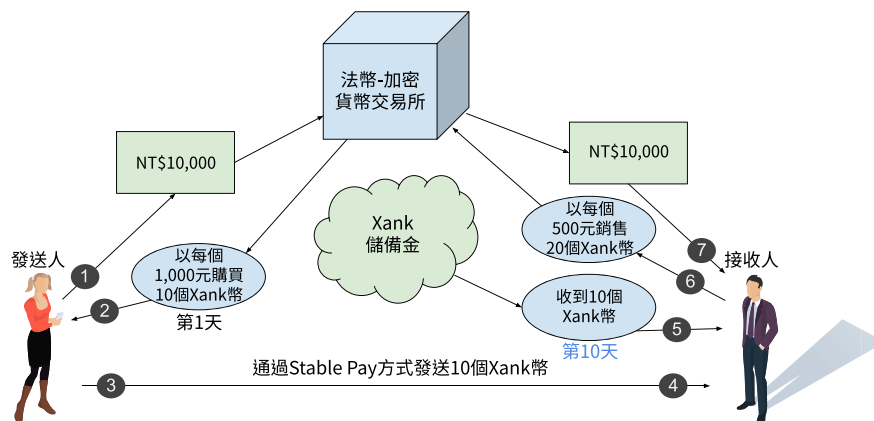 法幣-加密
貨幣交易所
NT$10,000
NT$10,000
Xank
儲備金
以每個
500元銷售
20個Xank幣
發送人
1
以每個
1,000元購買
10個Xank幣
2
第1天
7
接收人
6
收到10個
Xank幣
5
第10天
通過Stable Pay方式發送10個Xank幣
3
4